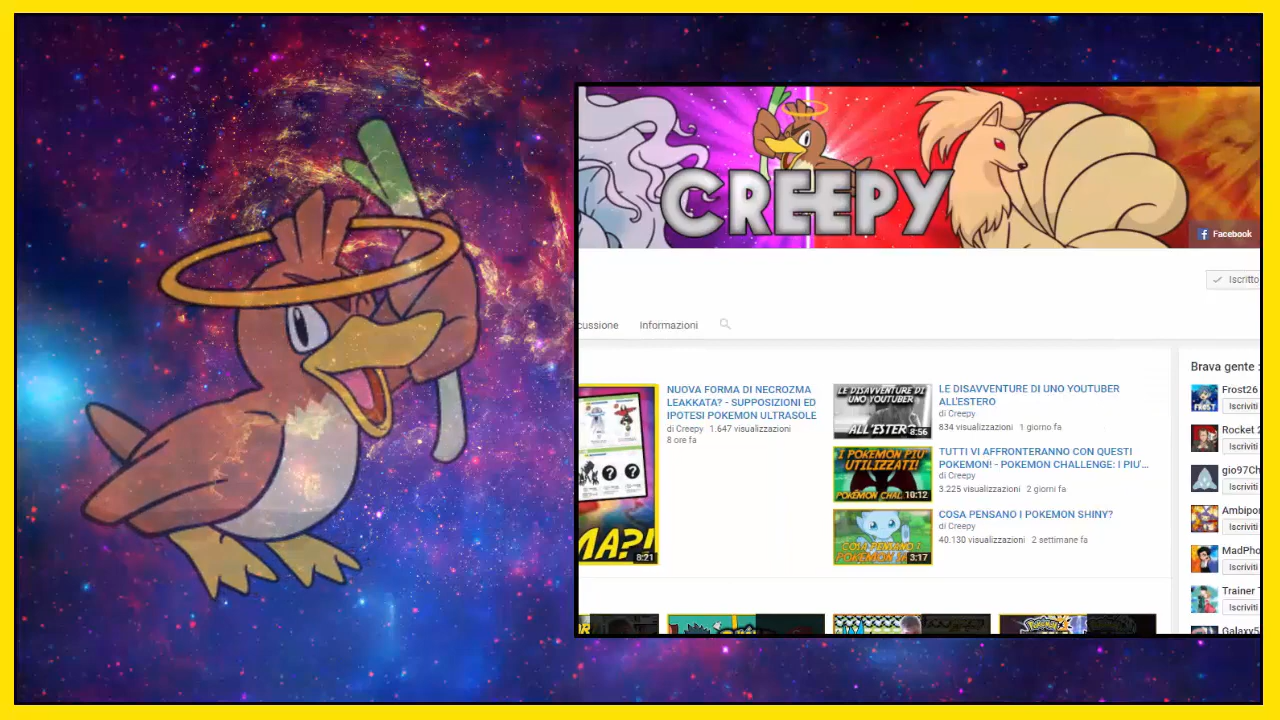 CREEPY
Facebook
Iscritto
cussione Informazioni
NUOVA FORMA DI NECROZMA
LEAKKATA? - SUPPOSIZIONI ED
IPOTESI POKEMON ULTRASOLE
di Creepy 1.647 visualizzazioni
8 ore fa
MA?!
8:21
LE DISAVVENTURE DI
UNO YOUTUBER
ALL'ESTER
8:56
LE DISAVVENTURE DI UNO YOUTUBER
ALL'ESTERO
di Creepy
834 visualizzazioni 1 giorno fa
I POKEMON PIU'
UTILIZZATI!
POKEMON CHAL
10:12
TUTTI VI AFFRONTERANNO CON QUESTI
POKEMON! - POKEMON CHALLENGE: I PIU'...
di Creepy
3.225 visualizzazioni 2 giorni fa
COSA PENSANO I
POKEMON
3:17
COSA PENSANO I POKEMON SHINY?
di Creepy
40.130 visualizzazioni 2 settimane fa
Brava gente :
Frost26
Iscriviti
FROST
Rocket
Iscriviti
gio97Ch
Iscriviti
Ambipo
Iscriviti
MadPho
Iscriviti
Trainer
Iscriviti
Galaxy5